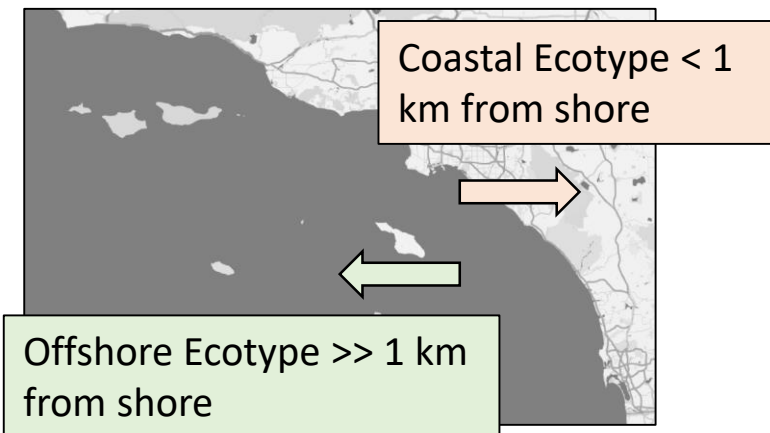 Coastal Ecotype < 1
km from shore
Offshore Ecotype >> 1 km
from shore